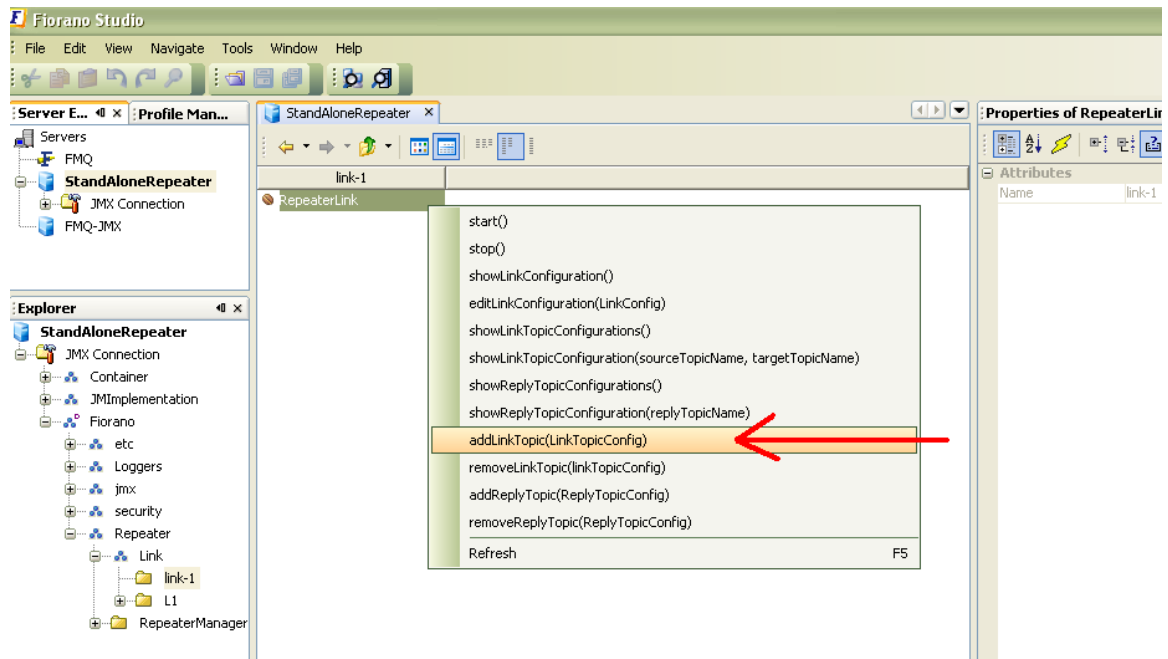 Fiorano Studio
File Edit View Navigate Tools Window Help
Server E... Profile Man...
Servers
FMQ
StandAloneRepeater
JMX Connection
FMQ-JMX
Explorer
StandAloneRepeater
JMX Connection
Container
JMImplementation
Fiorano
etc
Loggers
jmx
security
Repeater
Link
link-1
L1
RepeaterManager
StandAloneRepeater
link-1
RepeaterLink
start()
stop()
showLinkConfiguration()
editLinkConfiguration(LinkConfig)
showLinkTopicConfigurations()
showLinkTopicConfiguration(sourceTopicName, targetTopicName)
showReplyTopicConfigurations()
showReplyTopicConfiguration(replyTopicName)
addLinkTopic(LinkTopicConfig)
removeLinkTopic(linkTopicConfig)
addReplyTopic(ReplyTopicConfig)
removeReplyTopic(ReplyTopicConfig)
Refresh F5
Properties of RepeaterLin
Attributes
Name link-1